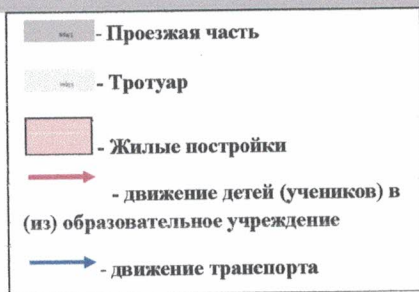 - Проезжая часть
- Тротуар
- Жилые постройки
- движение детей (учеников) в
(из) образовательное учреждение
- движение транспорта